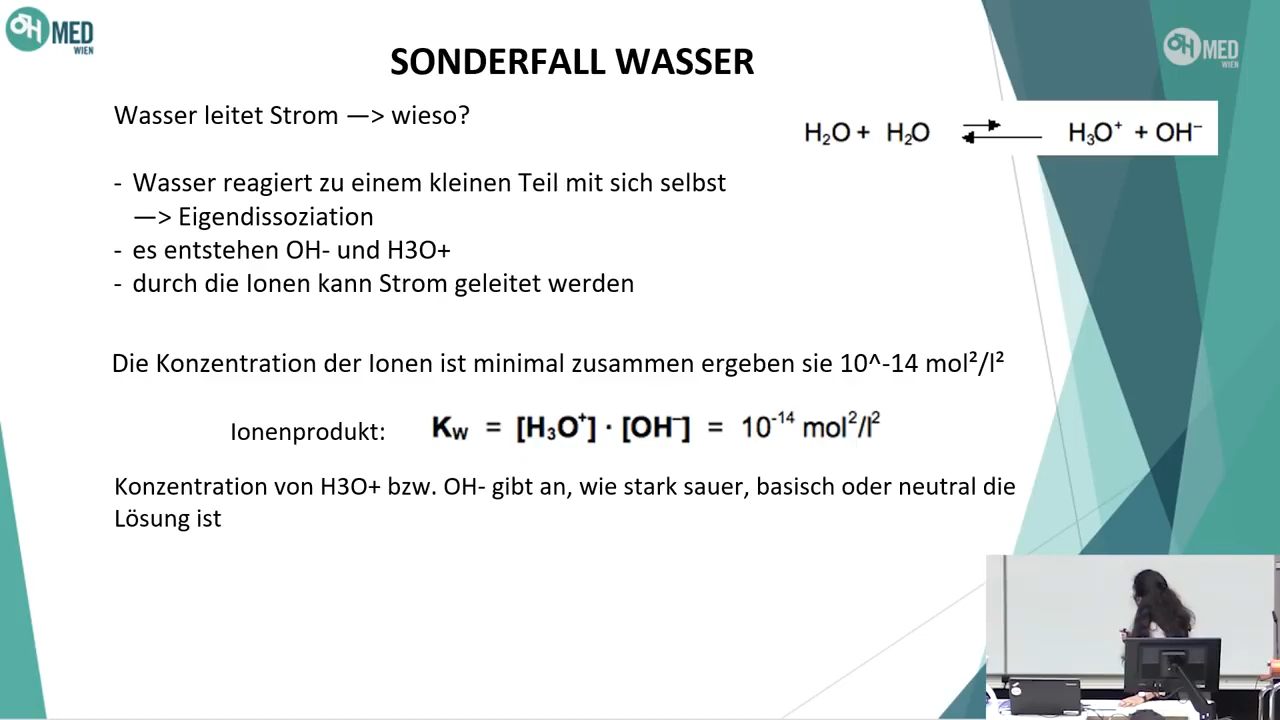 ÖH MED
WIEN
ÖH MED
WIEN
SONDERFALL WASSER
Wasser leitet Strom —> wieso?
H₂O + H₂O ⇌ H₃O⁺ + OH⁻
- Wasser reagiert zu einem kleinen Teil mit sich selbst
—> Eigendissoziation
- es entstehen OH- und H3O+
- durch die Ionen kann Strom geleitet werden
Die Konzentration der Ionen ist minimal zusammen ergeben sie 10^-14 mol²/l²
Ionenprodukt: K_W = [H₃O⁺] · [OH⁻] = 10⁻¹⁴ mol²/l²
Konzentration von H3O+ bzw. OH- gibt an, wie stark sauer, basisch oder neutral die
Lösung ist